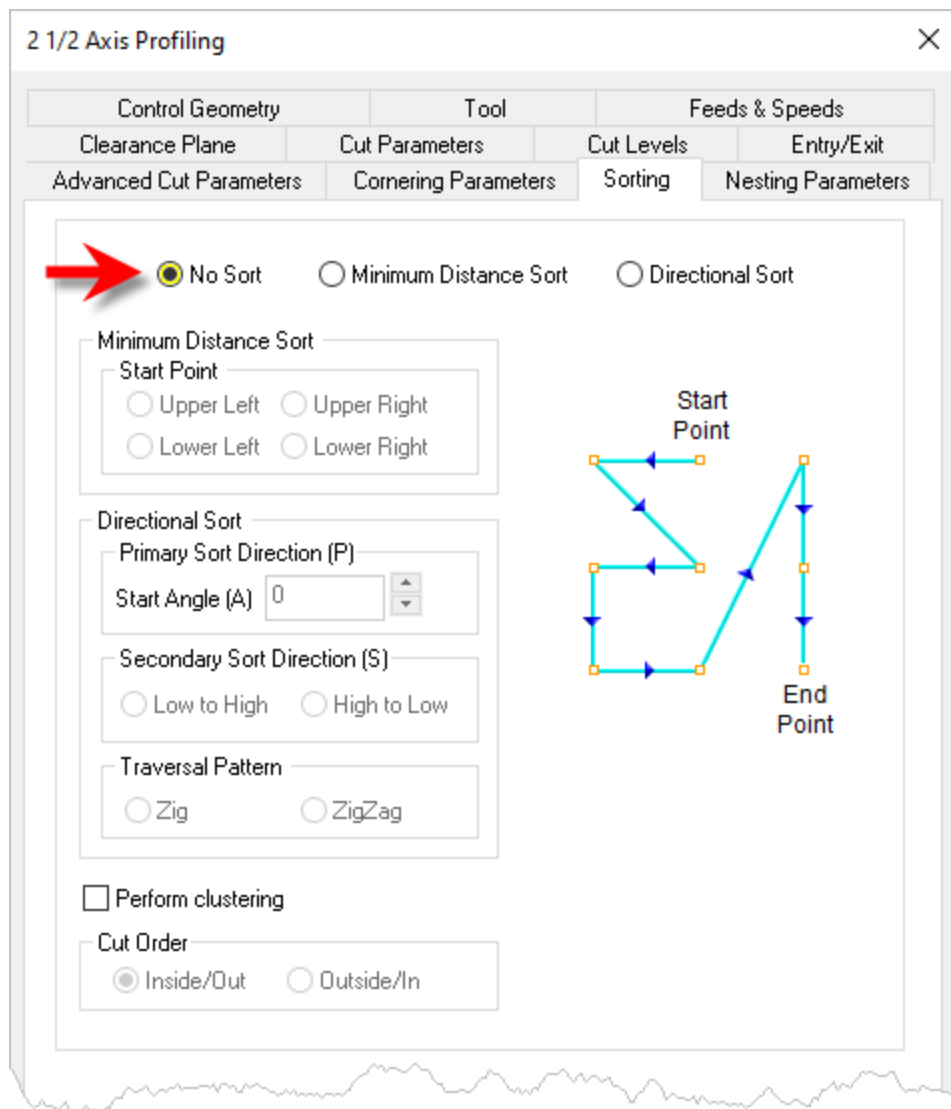 2 1/2 Axis Profiling
Control Geometry Tool Feeds & Speeds
Clearance Plane Cut Parameters Cut Levels Entry/Exit
Advanced Cut Parameters Cornering Parameters Sorting Nesting Parameters
No Sort Minimum Distance Sort Directional Sort
Minimum Distance Sort
Start Point
Upper Left Upper Right
Lower Left Lower Right
Directional Sort
Primary Sort Direction (P)
Start Angle (A) 0
Secondary Sort Direction (S)
Low to High High to Low
Traversal Pattern
Zig ZigZag
Perform clustering
Cut Order
Inside/Out Outside/In
Start
Point
End
Point